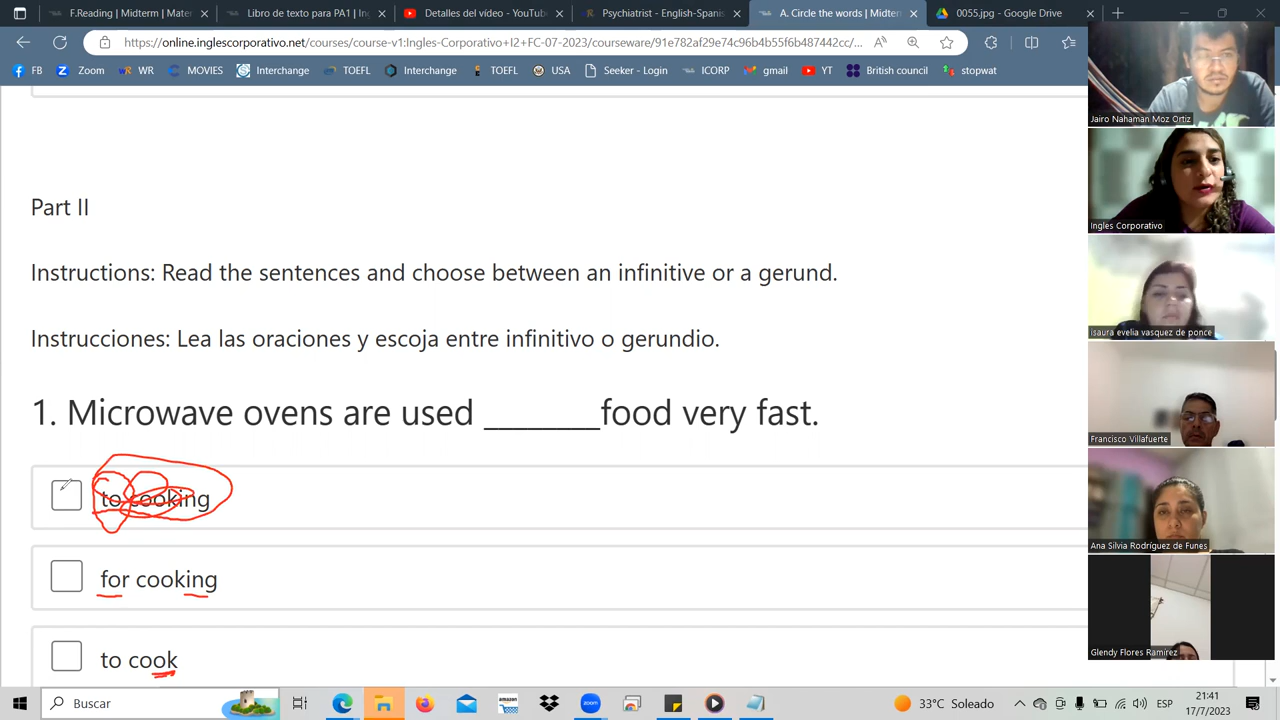 F.Reading | Midterm | Materi
Libro de texto para PA1 | Ing
Detalles del video - YouTube
Psychiatrist - English-Spanis
A. Circle the words | Midterm
0055.jpg - Google Drive
https://online.inglescorporativo.net/courses/course-v1:Ingles-Corporativo+I2+FC-07-2023/courseware/91e782af29e74c96b4b55f6b487442cc/...
FB
Zoom
WR
MOVIES
Interchange
TOEFL
Interchange
TOEFL
USA
Seeker - Login
ICORP
gmail
YT
British council
stopwat
Jairo Nahaman Moz Ortiz
Ingles Corporativo
isaura evelia vasquez de ponce
Francisco Villafuerte
Ana Silvia Rodríguez de Funes
Glendy Flores Ramírez
Part II
Instructions: Read the sentences and choose between an infinitive or a gerund.
Instrucciones: Lea las oraciones y escoja entre infinitivo o gerundio.
1. Microwave ovens are used ______food very fast.
to cooking
for cooking
to cook
Buscar
33°C Soleado
ESP
21:41
17/7/2023